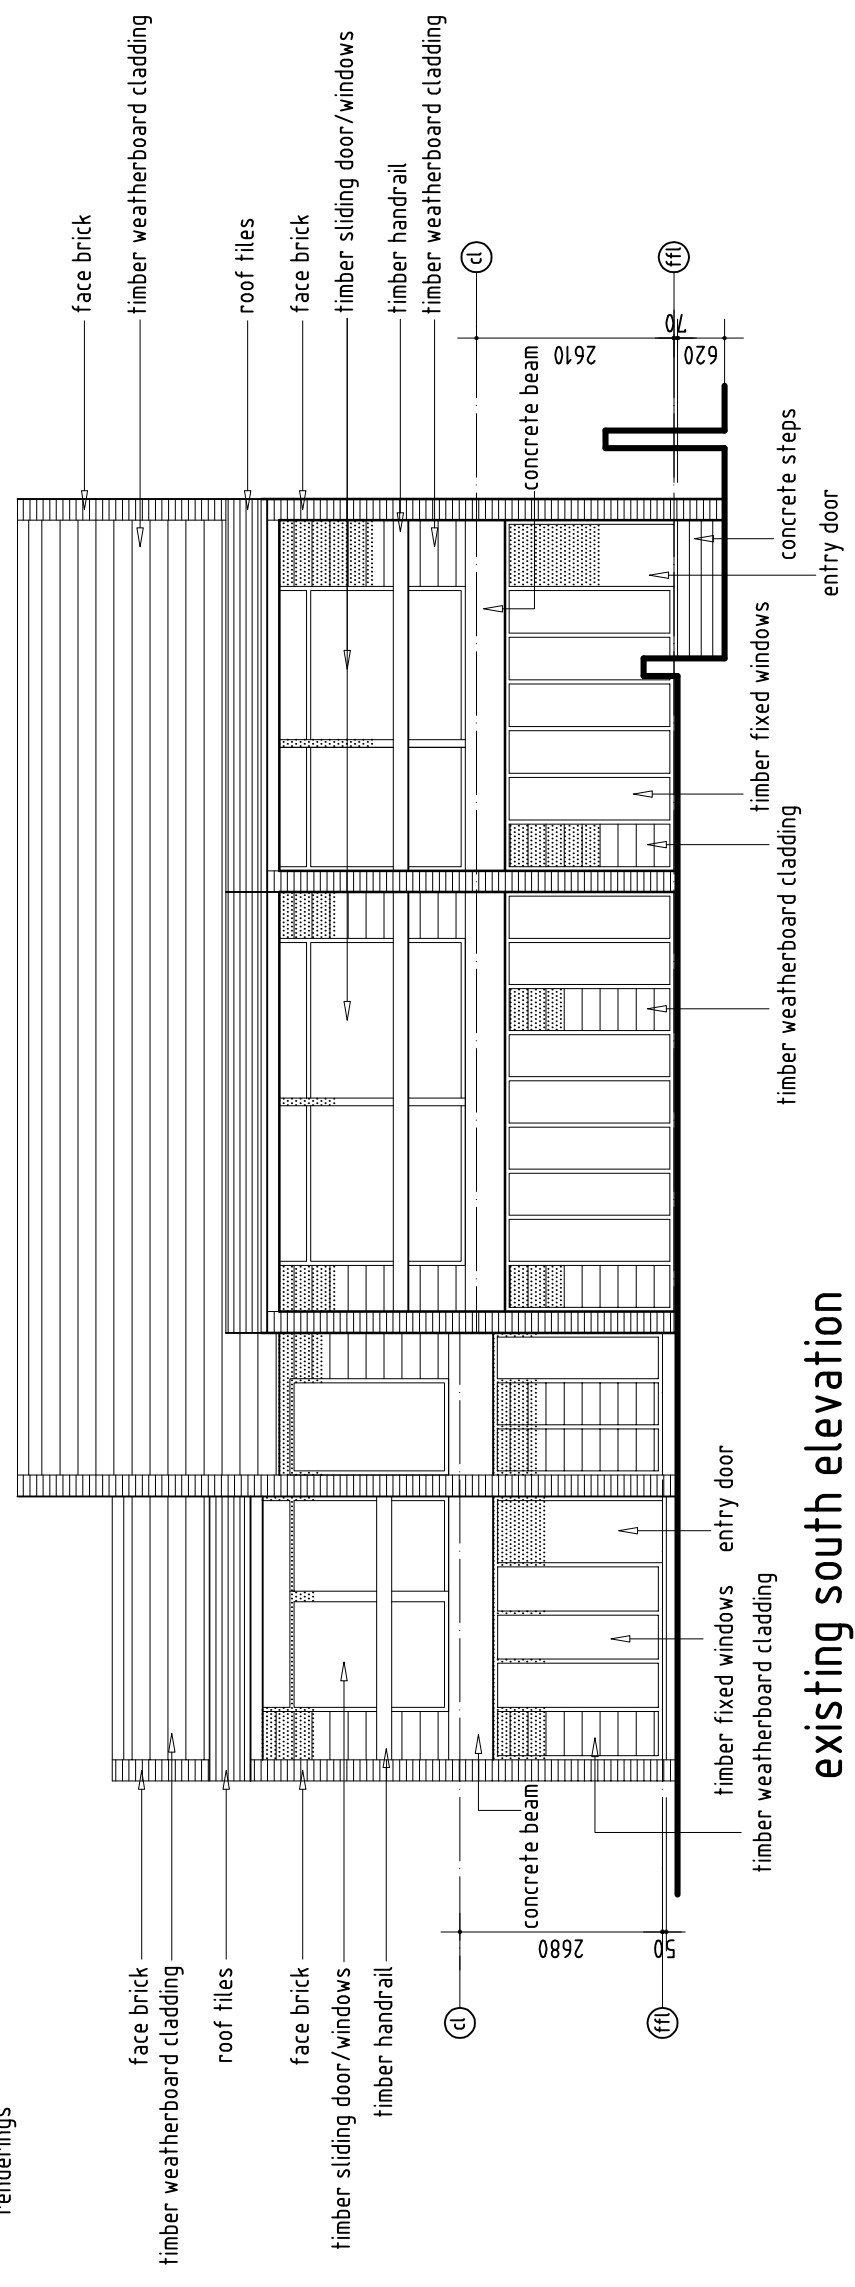 renderings
face brick
timber weatherboard cladding
roof tiles
face brick
timber sliding door/windows
timber handrail
cl
2680
ffl
50
concrete beam
timber fixed windows
timber weatherboard cladding
entry door
existing south elevation
timber weatherboard cladding
timber weatherboard cladding
timber fixed windows
entry door
concrete steps
concrete beam
2610
70
620
cl
ffl
face brick
timber weatherboard cladding
roof tiles
face brick
timber sliding door/windows
timber handrail
timber weatherboard cladding